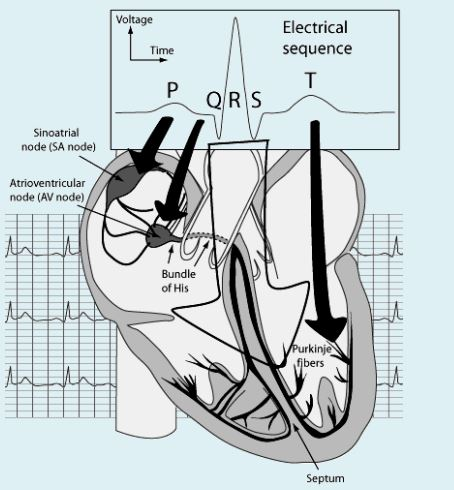 Voltage
Electrical
sequence
Time
P
Q R S
T
Sinoatrial
node (SA node)
Atrioventricular
node (AV node)
Bundle
of His
Purkinje
fibers
Septum